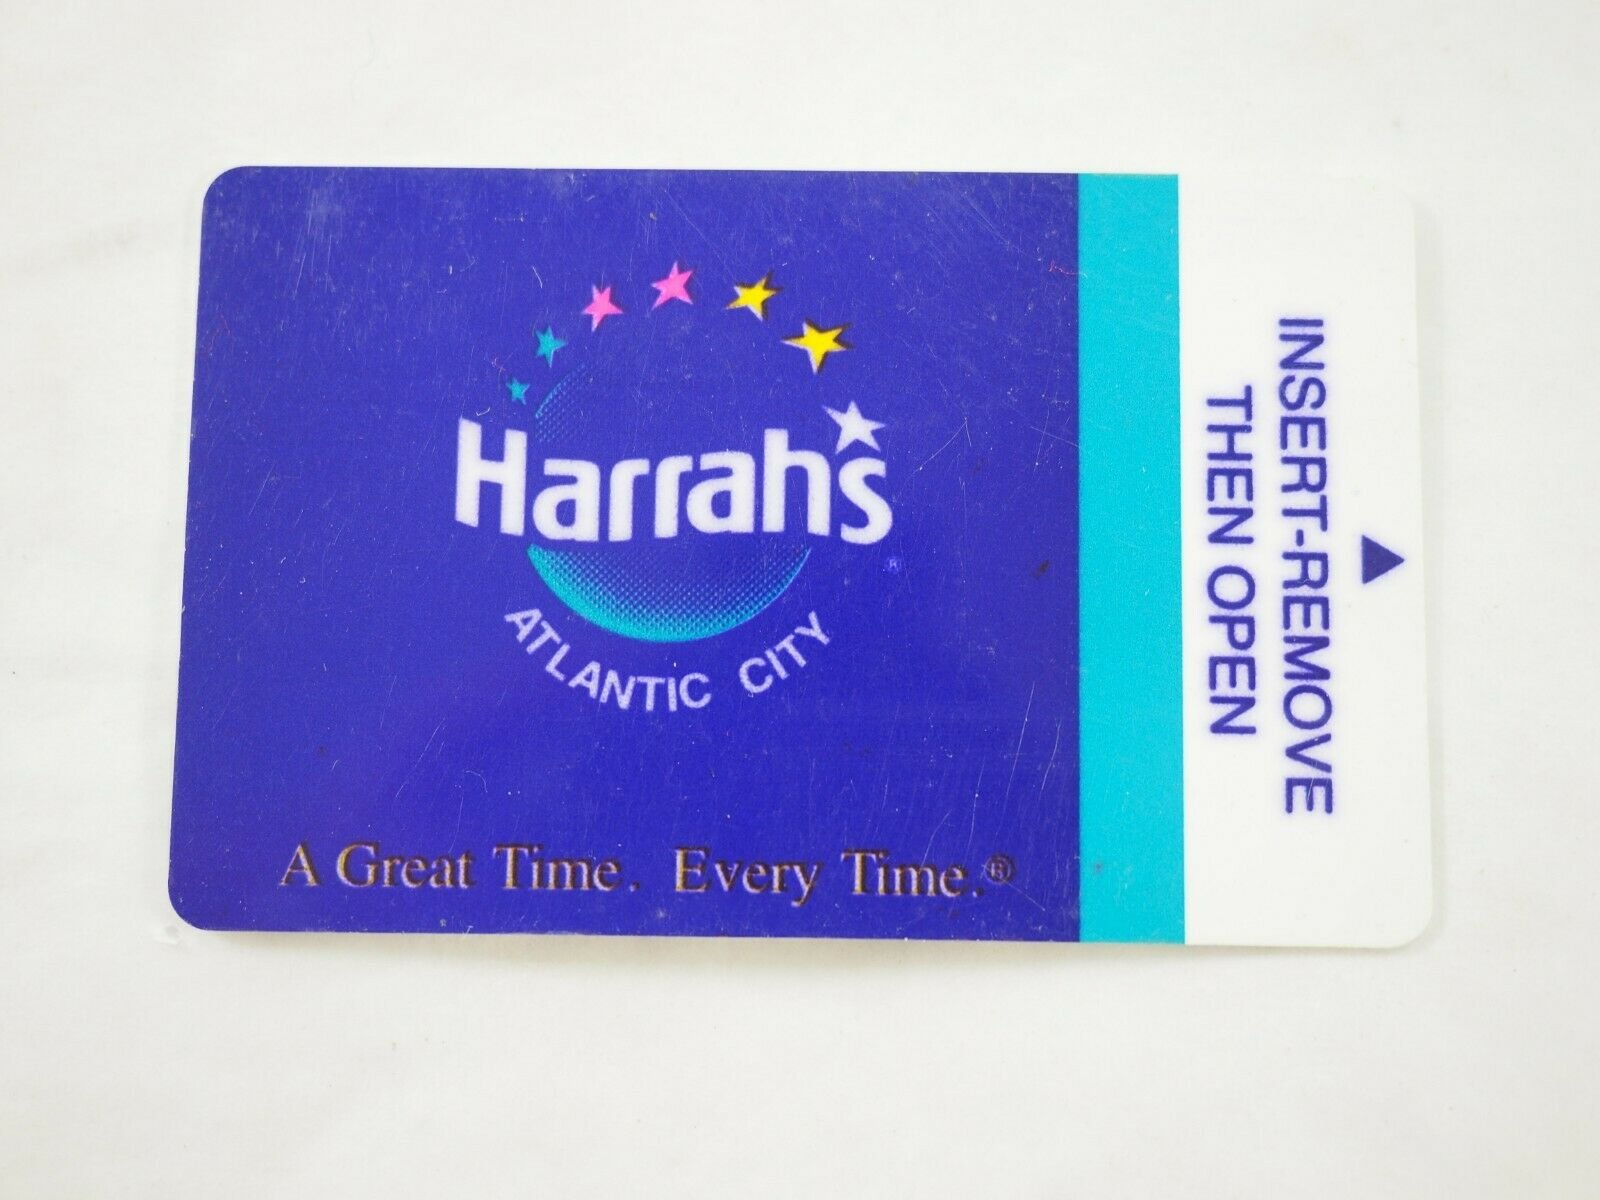 Harrah's
®
ATLANTIC CITY
A Great Time. Every Time.®
INSERT-REMOVE
THEN OPEN